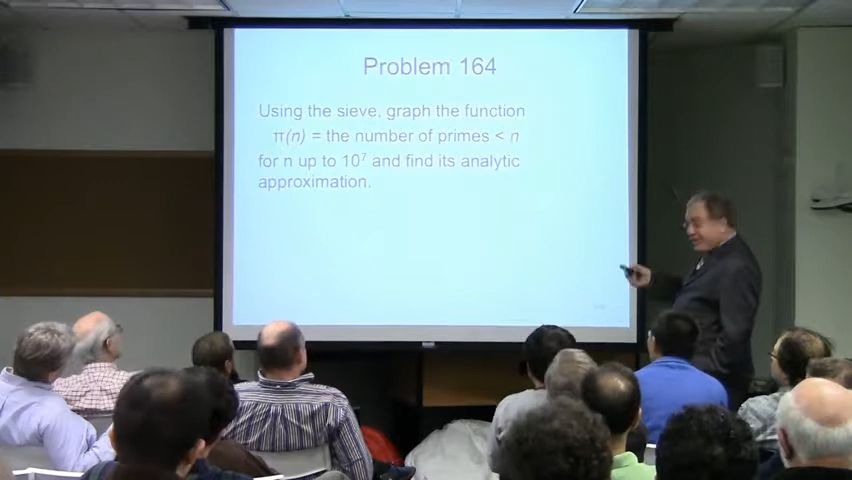 Problem 164
Using the sieve, graph the function
π(n) = the number of primes < n
for n up to 10⁷ and find its analytic
approximation.